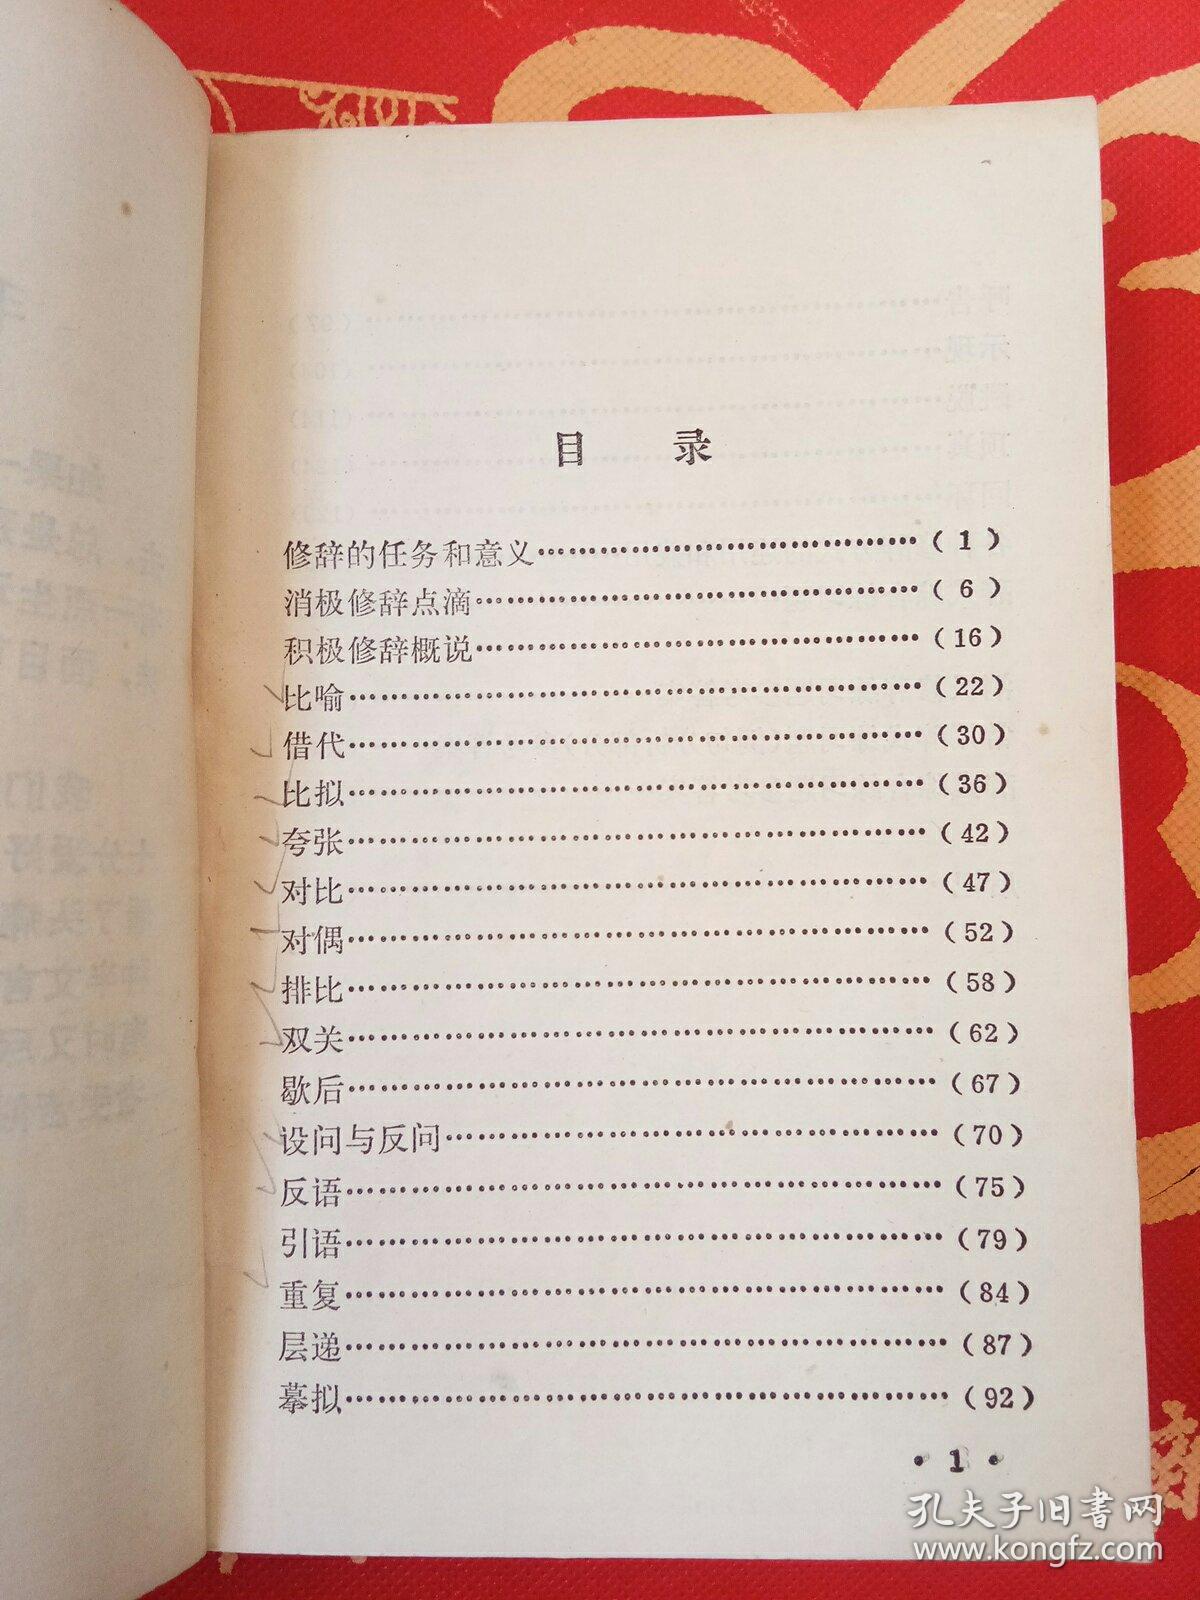 目 录
修辞的任务和意义……………………………………(1)
消极修辞点滴…………………………………………(6)
积极修辞概说…………………………………………(16)
比喻……………………………………………………(22)
借代……………………………………………………(30)
比拟……………………………………………………(36)
夸张……………………………………………………(42)
对比……………………………………………………(47)
对偶……………………………………………………(52)
排比……………………………………………………(58)
双关……………………………………………………(62)
歇后……………………………………………………(67)
设问与反问……………………………………………(70)
反语……………………………………………………(75)
引语……………………………………………………(79)
重复……………………………………………………(84)
层递……………………………………………………(87)
摹拟……………………………………………………(92)
• 1 •
孔夫子旧书网
www.kongfz.com